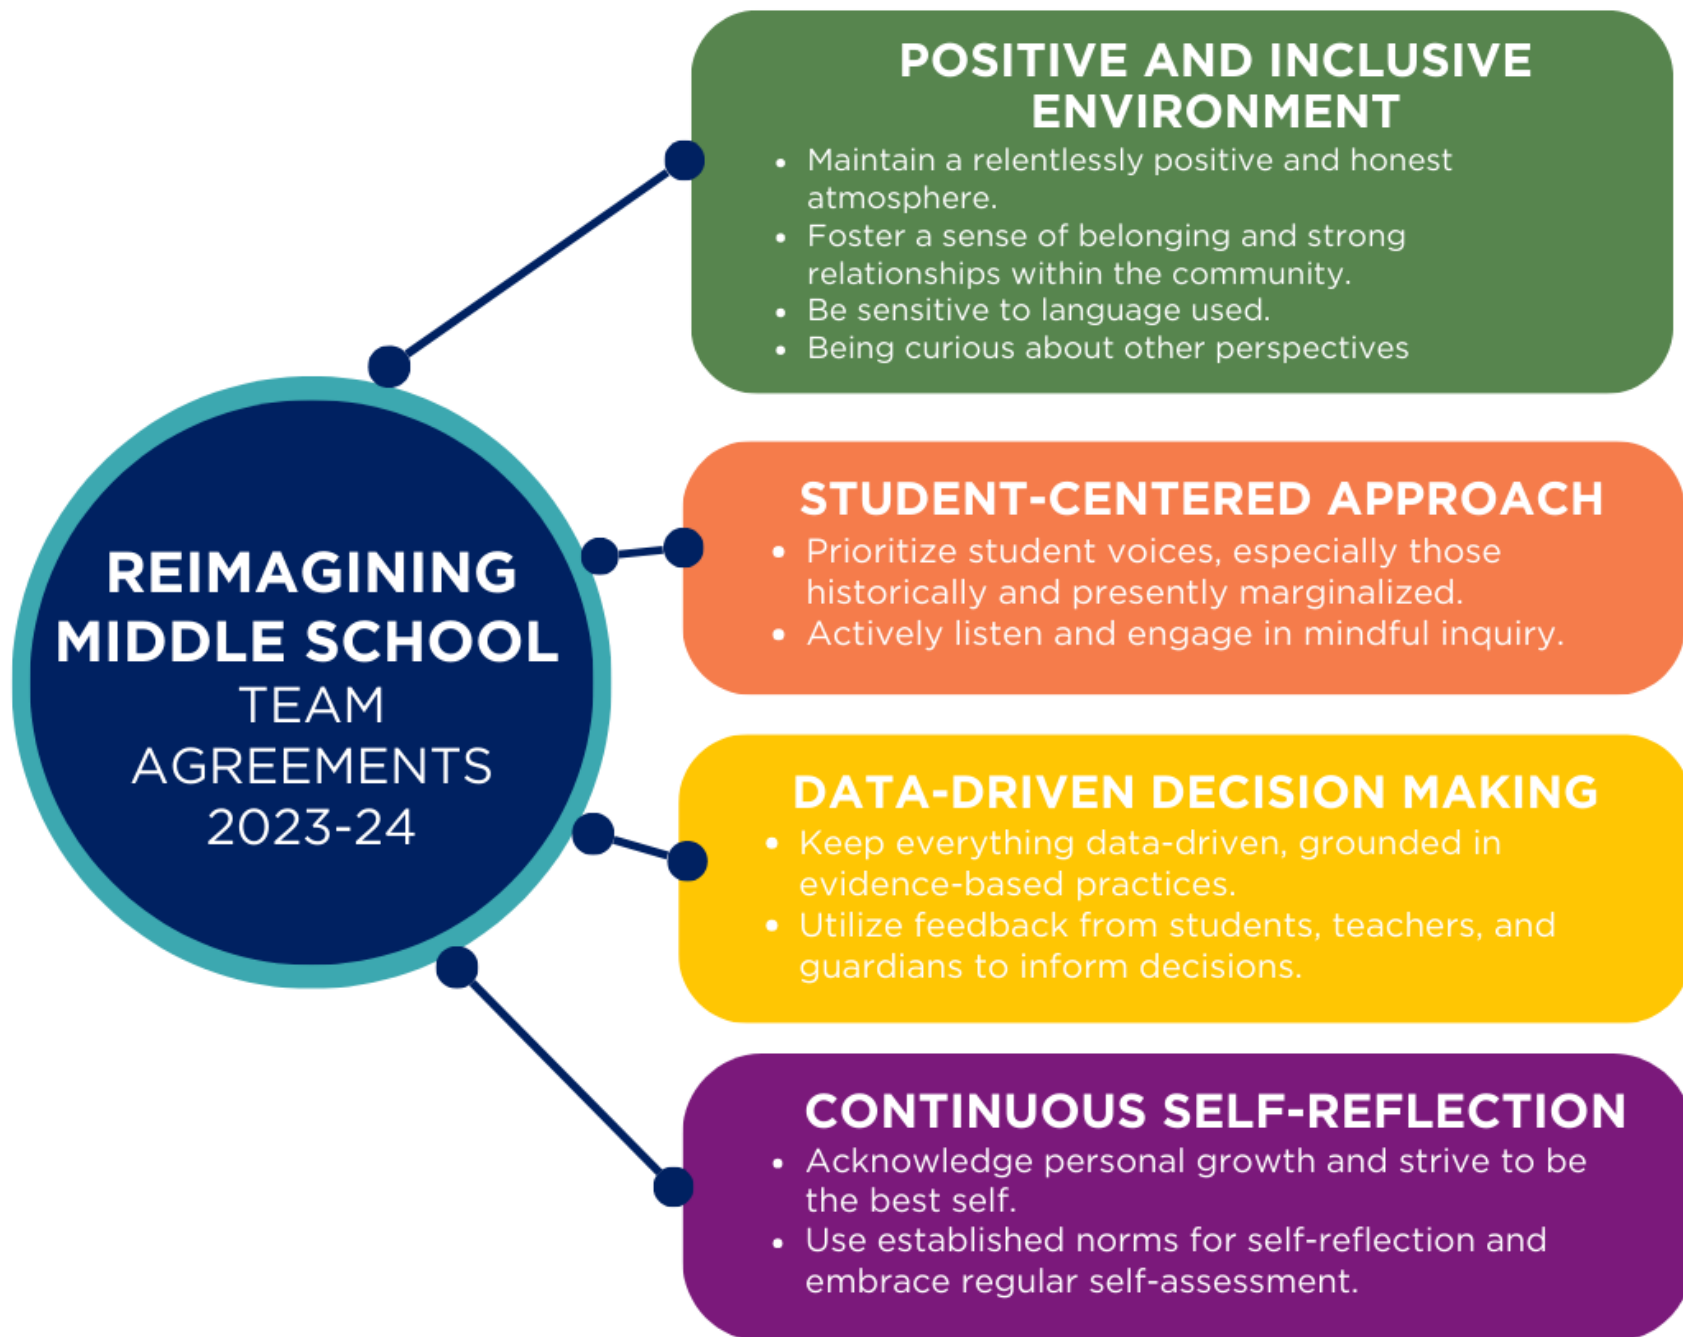 REIMAGINING
MIDDLE SCHOOL
TEAM
AGREEMENTS
2023-24
POSITIVE AND INCLUSIVE
ENVIRONMENT
• Maintain a relentlessly positive and honest
atmosphere.
• Foster a sense of belonging and strong
relationships within the community.
• Be sensitive to language used.
• Being curious about other perspectives
STUDENT-CENTERED APPROACH
• Prioritize student voices, especially those
historically and presently marginalized.
• Actively listen and engage in mindful inquiry.
DATA-DRIVEN DECISION MAKING
• Keep everything data-driven, grounded in
evidence-based practices.
• Utilize feedback from students, teachers, and
guardians to inform decisions.
CONTINUOUS SELF-REFLECTION
• Acknowledge personal growth and strive to be
the best self.
• Use established norms for self-reflection and
embrace regular self-assessment.